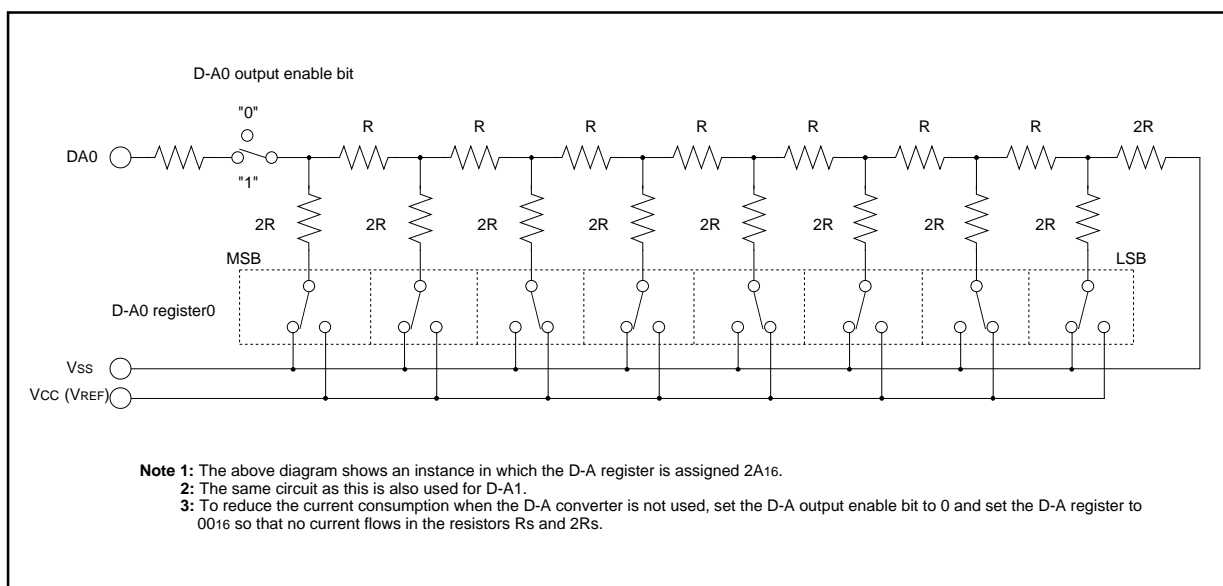 D-A0 output enable bit
"0"
R R R R R R R 2R
DA0
"1"
2R 2R 2R 2R 2R 2R 2R 2R
MSB LSB
D-A0 register0
VSS
VCC (VREF)
Note 1: The above diagram shows an instance in which the D-A register is assigned 2A16.
2: The same circuit as this is also used for D-A1.
3: To reduce the current consumption when the D-A converter is not used, set the D-A output enable bit to 0 and set the D-A register to
0016 so that no current flows in the resistors Rs and 2Rs.